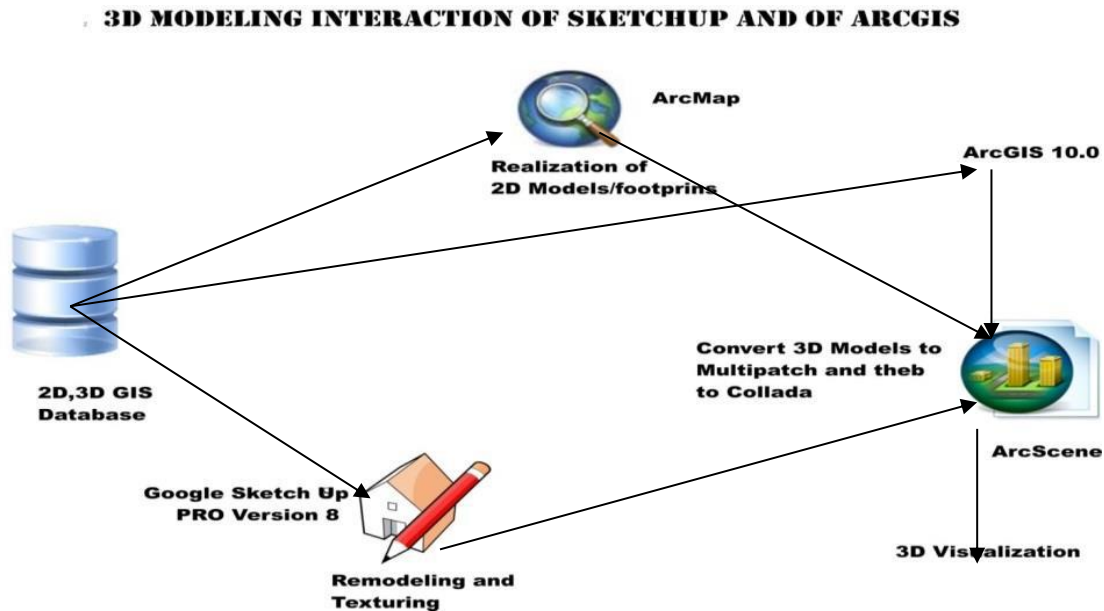 3D MODELING INTERACTION OF SKETCHUP AND OF ARCGIS
ArcMap
Realization of
2D Models/footprins
ArcGIS 10.0
2D,3D GIS
Database
Convert 3D Models to
Multipatch and theb
to Collada
ArcScene
Google Sketch Up
PRO Version 8
Remodeling and
Texturing
3D Visualization